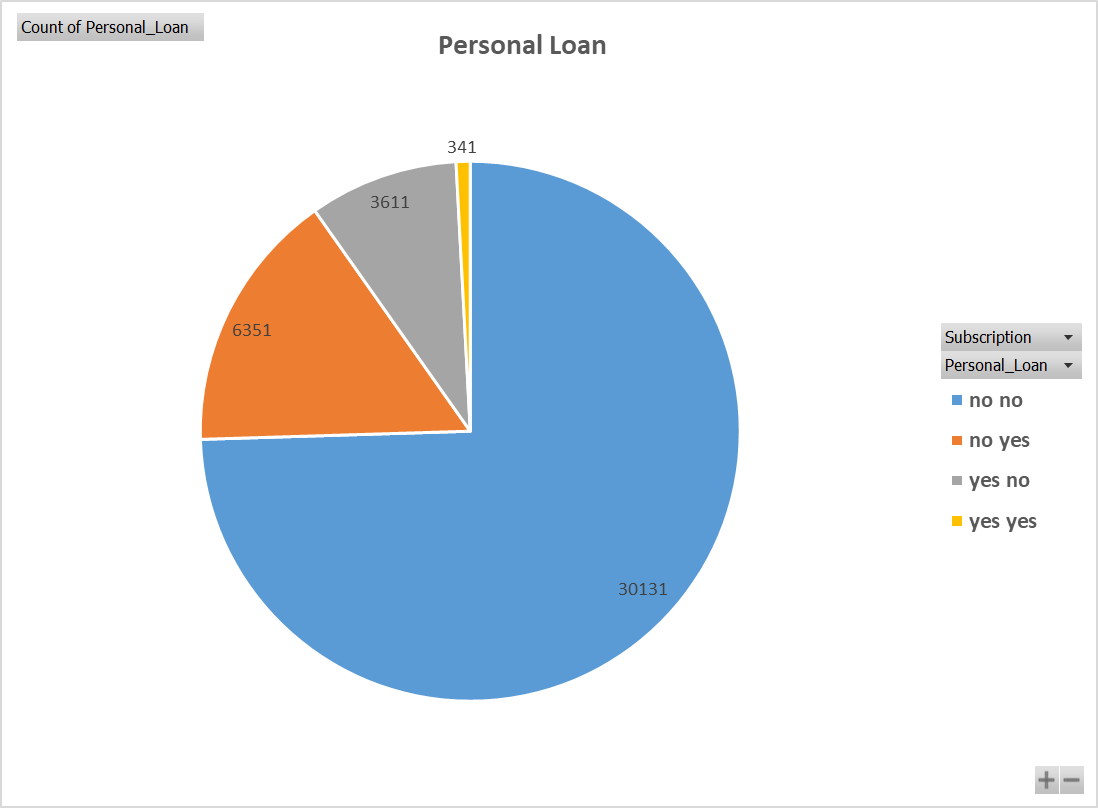 Count of Personal_Loan
Personal Loan
341
3611
6351
30131
Subscription
Personal_Loan
no no
no yes
yes no
yes yes